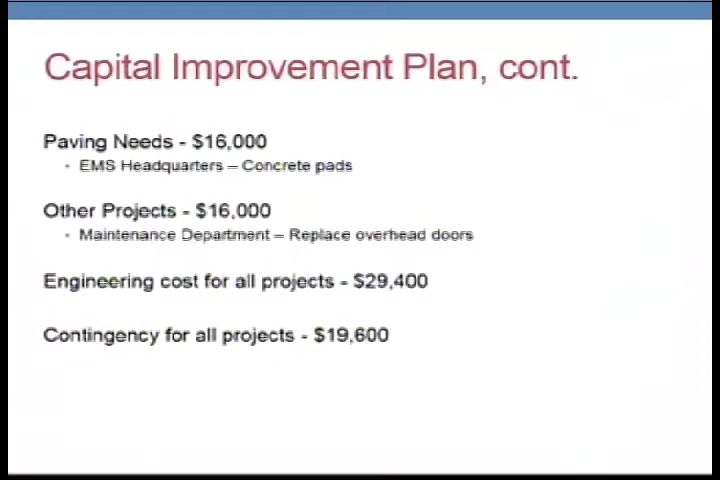 Capital Improvement Plan, cont.
Paving Needs - $16,000
- EMS Headquarters – Concrete pads
Other Projects - $16,000
- Maintenance Department – Replace overhead doors
Engineering cost for all projects - $29,400
Contingency for all projects - $19,600